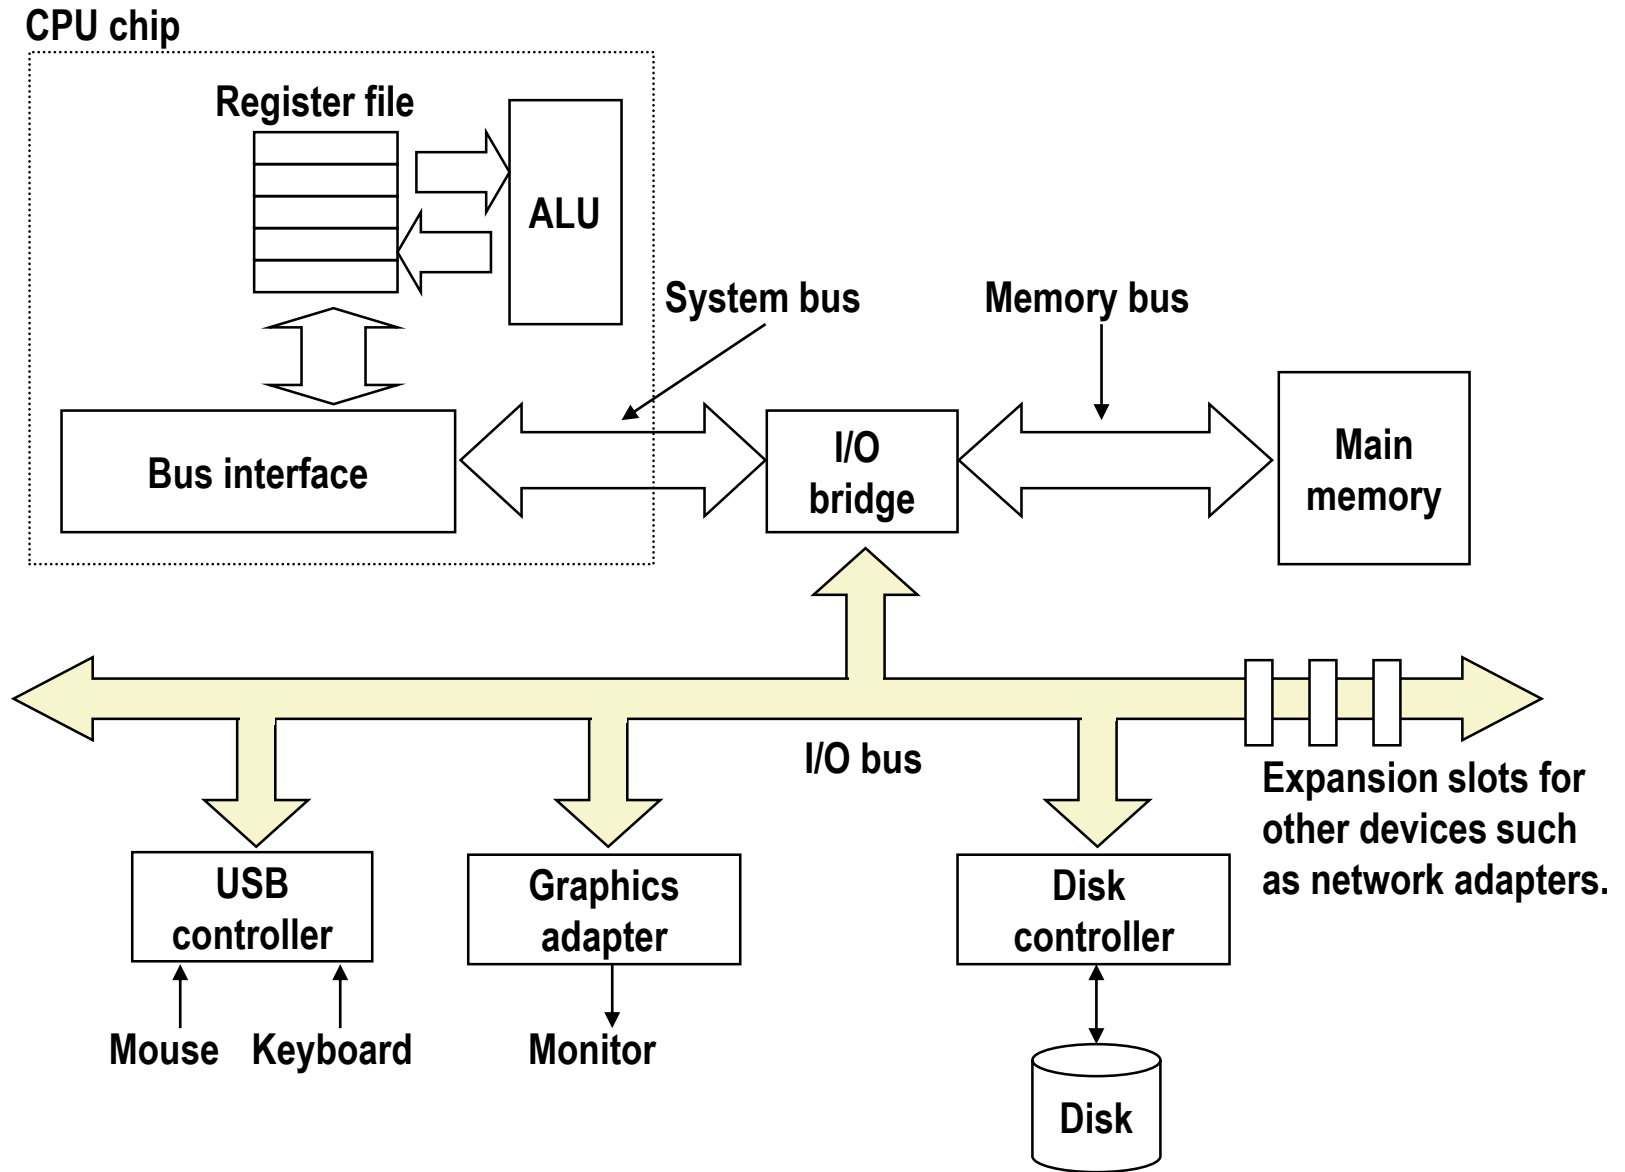 CPU chip
Register file
ALU
System bus
Memory bus
Bus interface
I/O
bridge
Main
memory
I/O bus
Expansion slots for
other devices such
as network adapters.
USB
controller
Graphics
adapter
Disk
controller
Mouse
Keyboard
Monitor
Disk